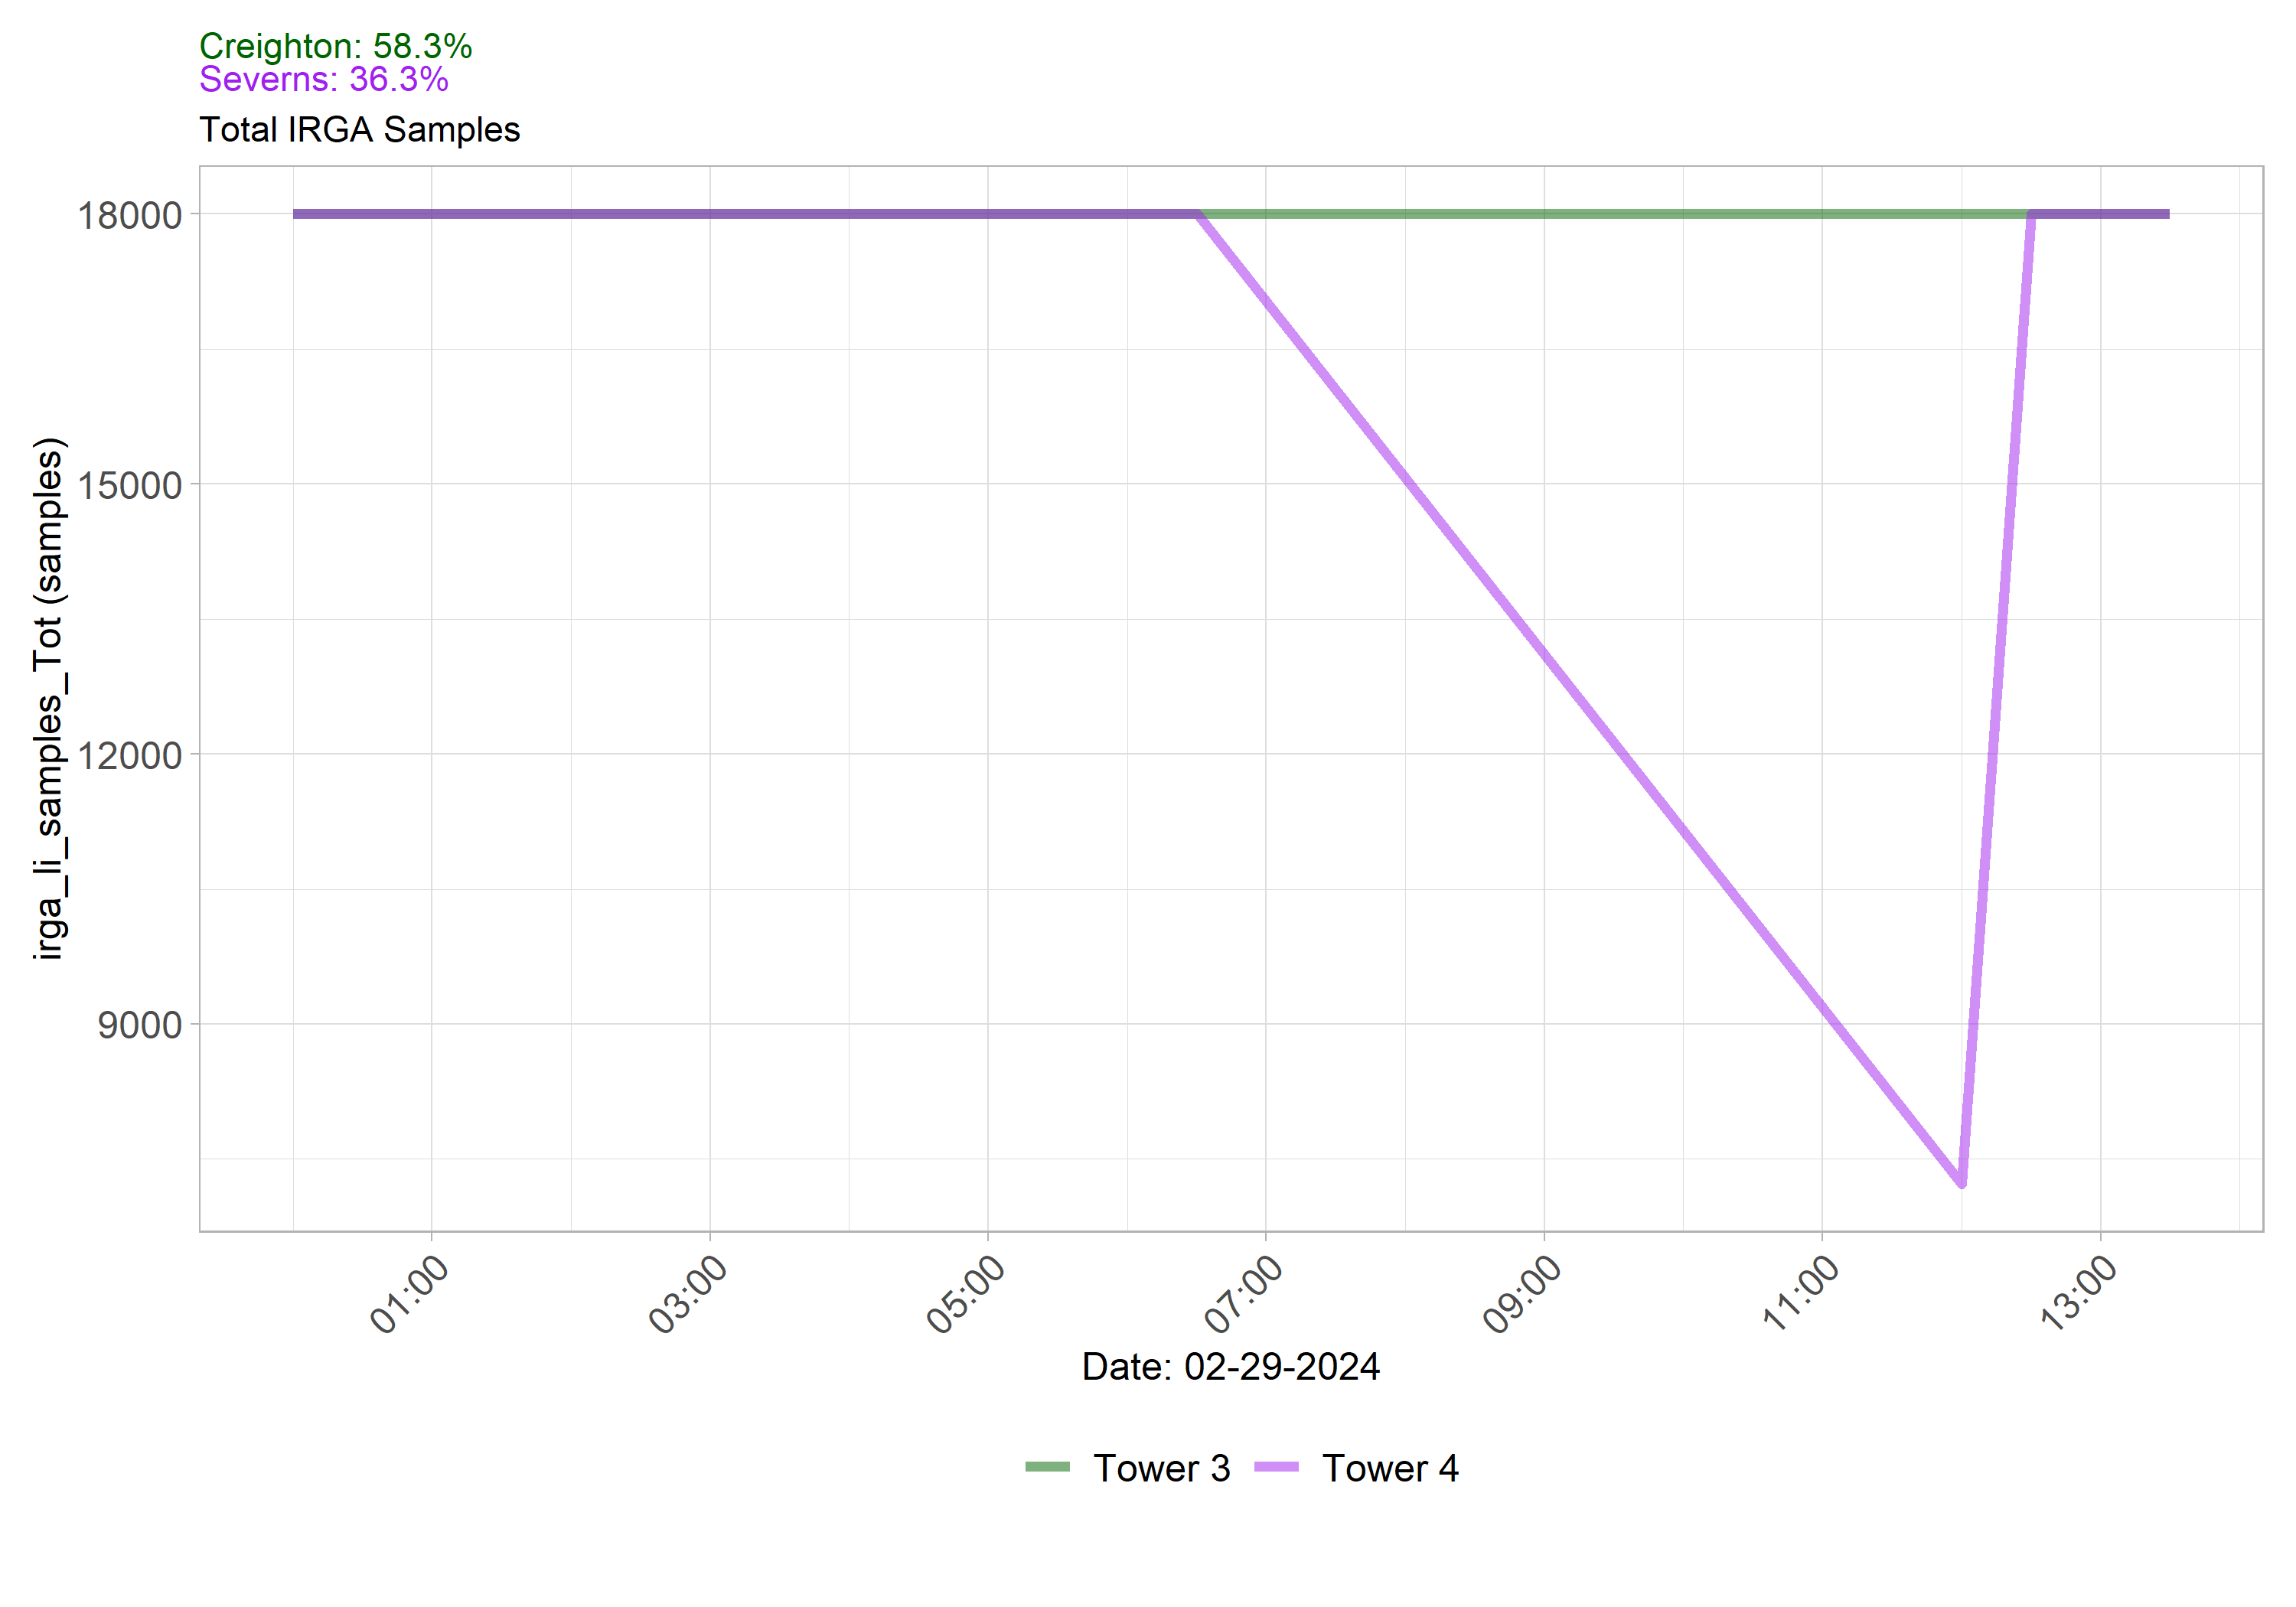 Creighton: 58.3%
Severns: 36.3%
Total IRGA Samples
irga_li_samples_Tot (samples)
18000
15000
12000
9000
01:00
03:00
05:00
07:00
09:00
11:00
13:00
Date: 02-29-2024
Tower 3
Tower 4